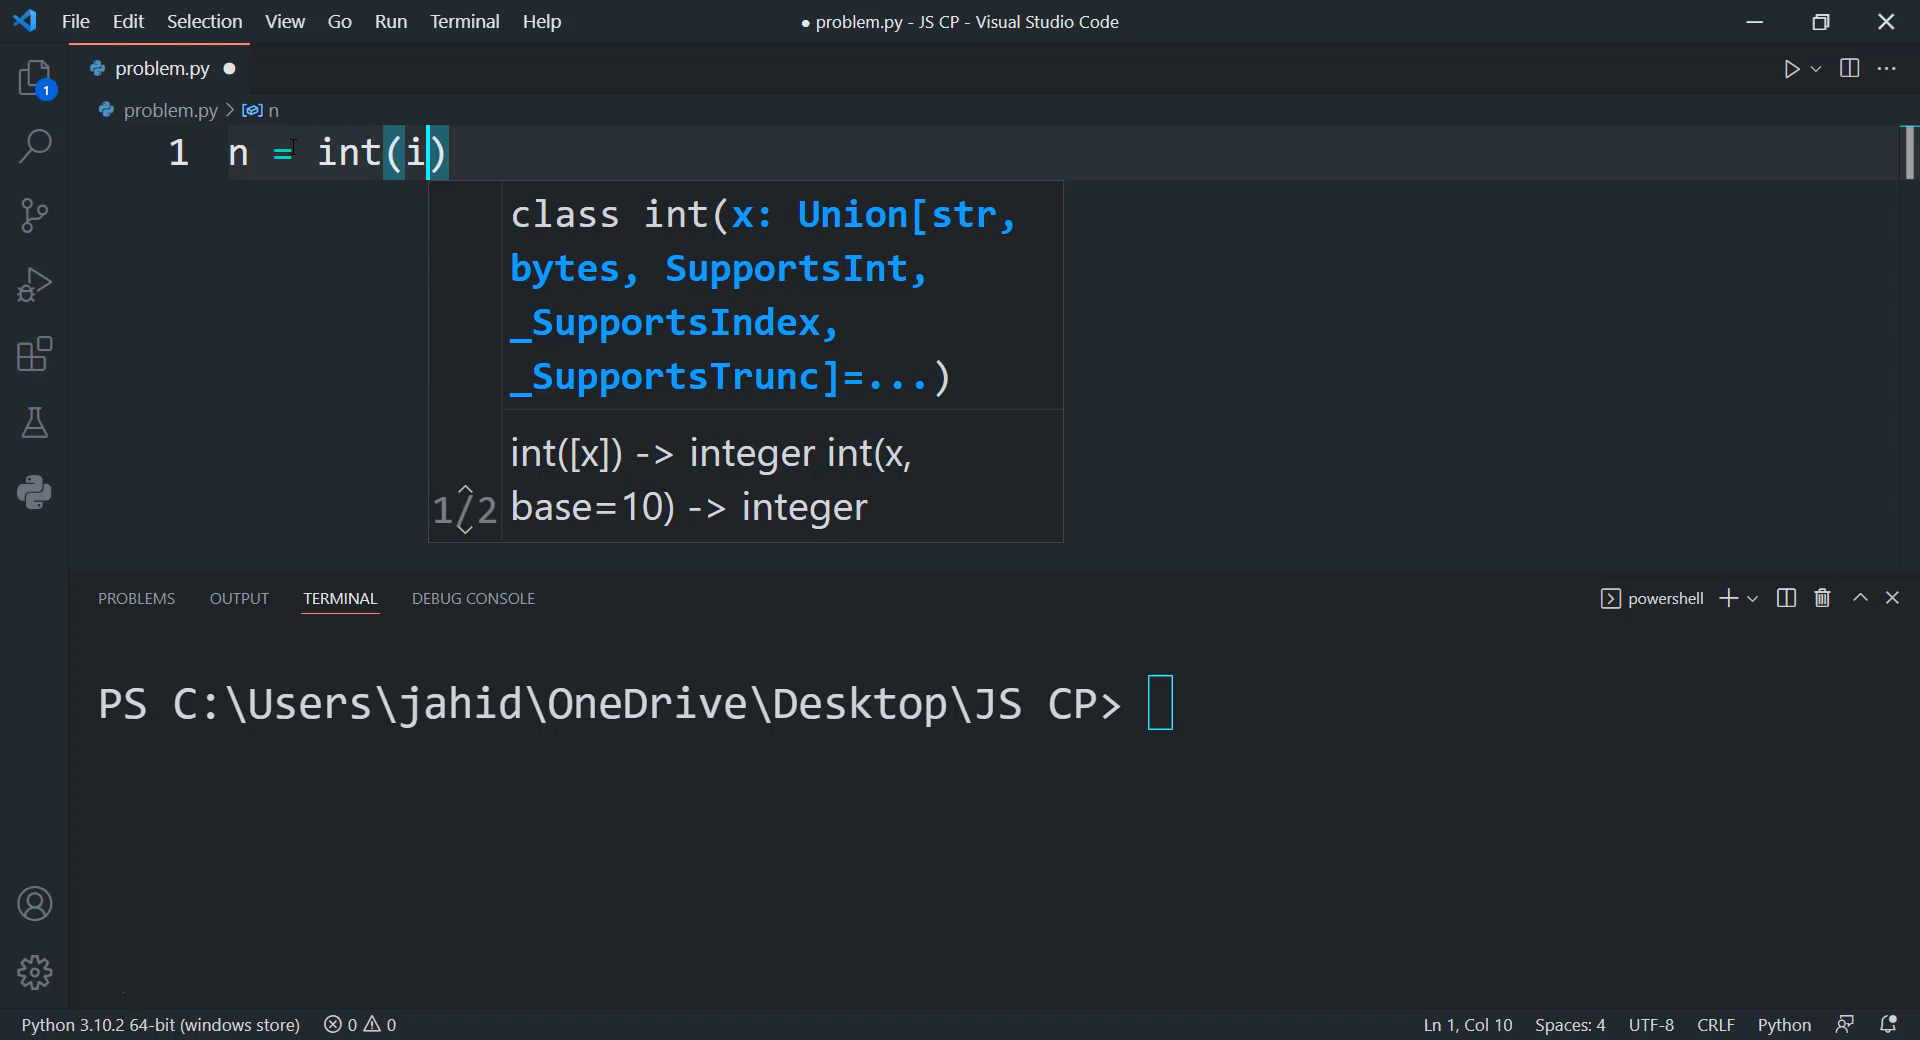 File Edit Selection View Go Run Terminal Help ● problem.py - JS CP - Visual Studio Code
problem.py ●
1
problem.py > n
1 n = int(i)
class int(x: Union[str,
bytes, SupportsInt,
_SupportsIndex,
_SupportsTrunc]=...)
int([x]) -> integer int(x,
1/2 base=10) -> integer
PROBLEMS OUTPUT TERMINAL DEBUG CONSOLE powershell
PS C:\Users\jahid\OneDrive\Desktop\JS CP>
Python 3.10.2 64-bit (windows store) 0 0 Ln 1, Col 10 Spaces: 4 UTF-8 CRLF Python